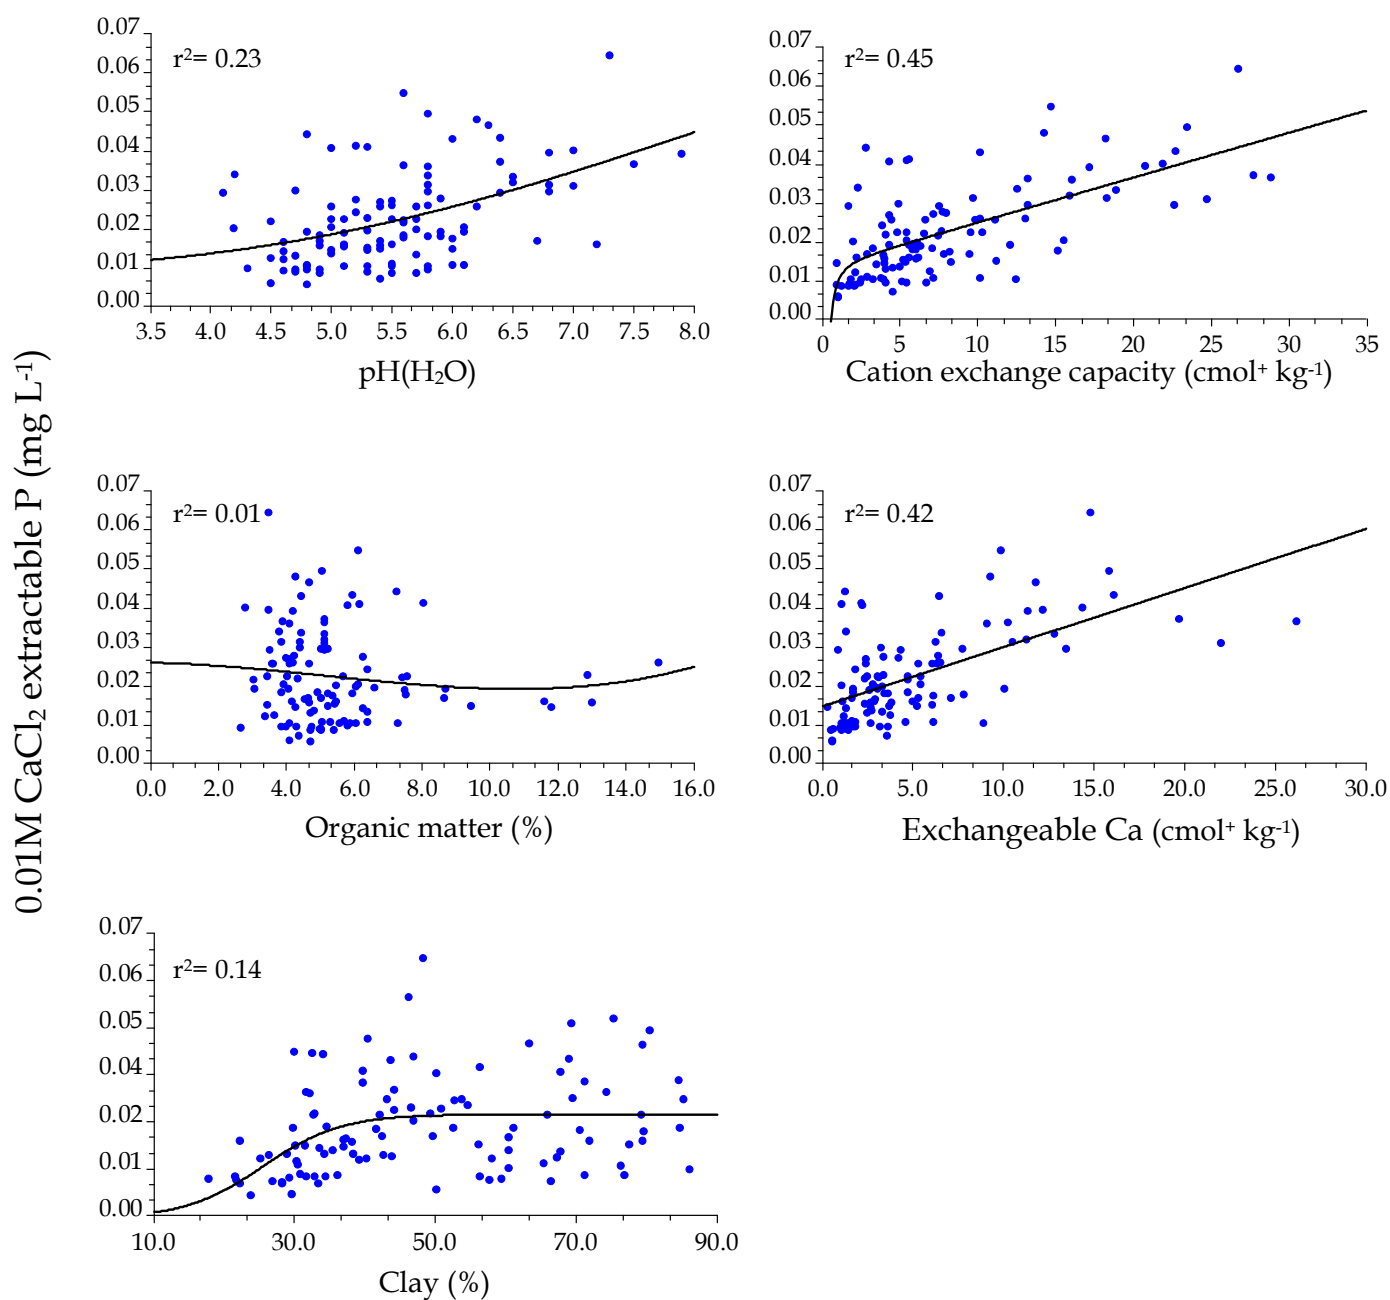 0.01M CaCl₂ extractable P (mg L⁻¹)
r²= 0.23
0.07
0.06
0.05
0.04
0.03
0.02
0.01
0.00
3.5 4.0 4.5 5.0 5.5 6.0 6.5 7.0 7.5 8.0
pH(H₂O)
r²= 0.45
0.07
0.06
0.05
0.04
0.03
0.02
0.01
0.00
0 5 10 15 20 25 30 35
Cation exchange capacity (cmol⁺ kg⁻¹)
r²= 0.01
0.07
0.06
0.05
0.04
0.03
0.02
0.01
0.00
0.0 2.0 4.0 6.0 8.0 10.0 12.0 14.0 16.0
Organic matter (%)
r²= 0.42
0.07
0.06
0.05
0.04
0.03
0.02
0.01
0.00
0.0 5.0 10.0 15.0 20.0 25.0 30.0
Exchangeable Ca (cmol⁺ kg⁻¹)
r²= 0.14
0.07
0.06
0.05
0.04
0.02
0.01
0.00
10.0 30.0 50.0 70.0 90.0
Clay (%)